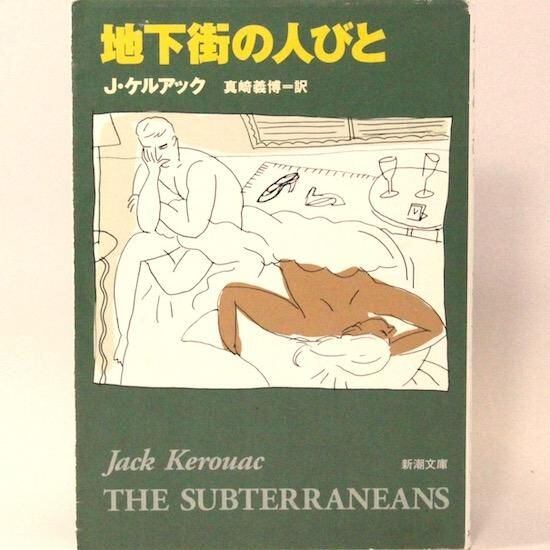 地下街の人びと
J・ケルアック 真崎義博=訳
Jack Kerouac
新潮文庫
THE SUBTERRANEANS